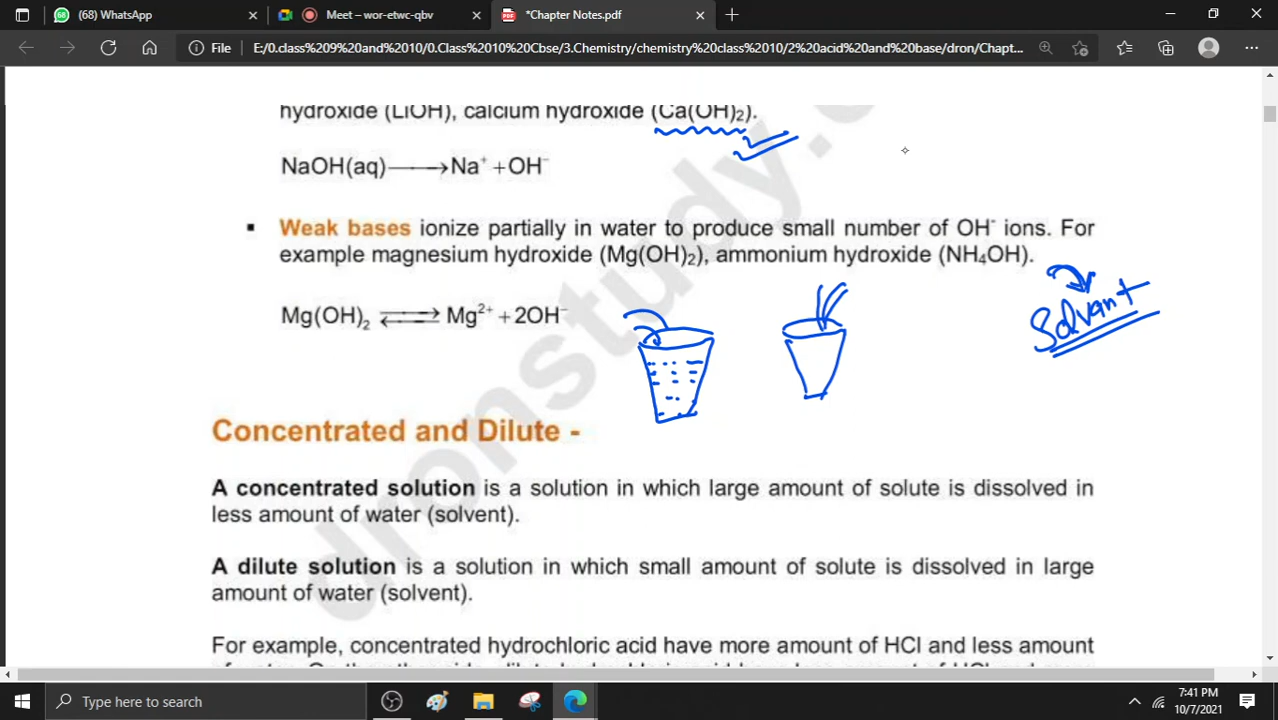 (68) WhatsApp
Meet – wor-etwc-qbv
*Chapter Notes.pdf
File
E:/0.class%209%20and%2010/0.Class%2010%20Cbse/3.Chemistry/chemistry%20class%2010/2%20acid%20and%20base/dron/Chapt...
hydroxide (LiOH), calcium hydroxide (Ca(OH)2).
NaOH(aq)⟶Na⁺ +OH⁻
▪ Weak bases ionize partially in water to produce small number of OH⁻ ions. For
example magnesium hydroxide (Mg(OH)2), ammonium hydroxide (NH4OH).
Solvant
Mg(OH)₂ ⇌ Mg²⁺ + 2OH⁻
Concentrated and Dilute -
A concentrated solution is a solution in which large amount of solute is dissolved in
less amount of water (solvent).
A dilute solution is a solution in which small amount of solute is dissolved in large
amount of water (solvent).
For example, concentrated hydrochloric acid have more amount of HCl and less amount
dronstudy.c
Type here to search
7:41 PM
10/7/2021